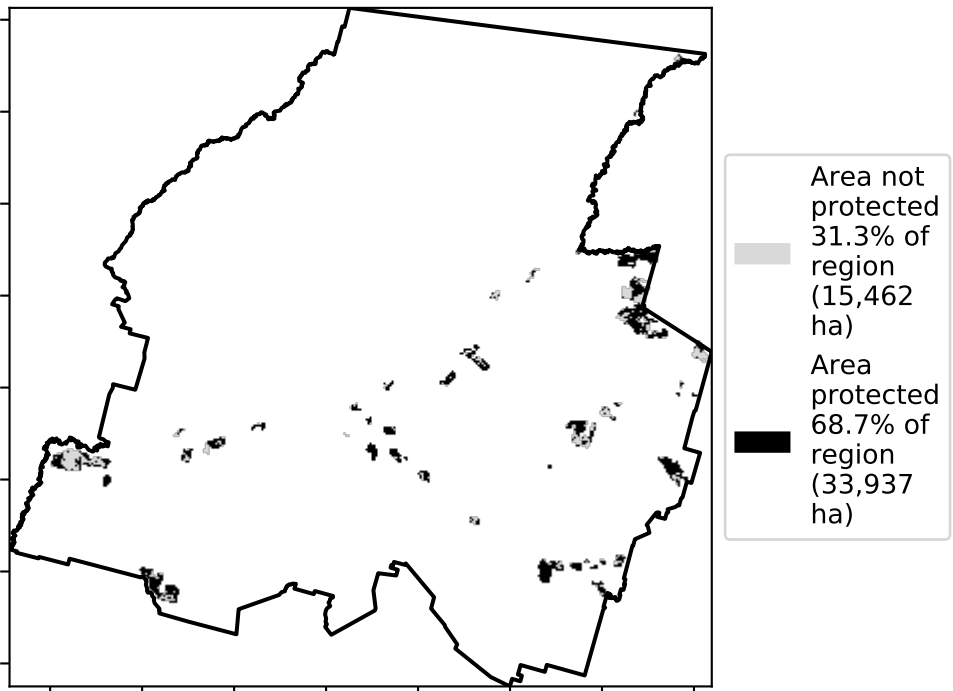 Area not
protected
31.3% of
region
(15,462
ha)
Area
protected
68.7% of
region
(33,937
ha)